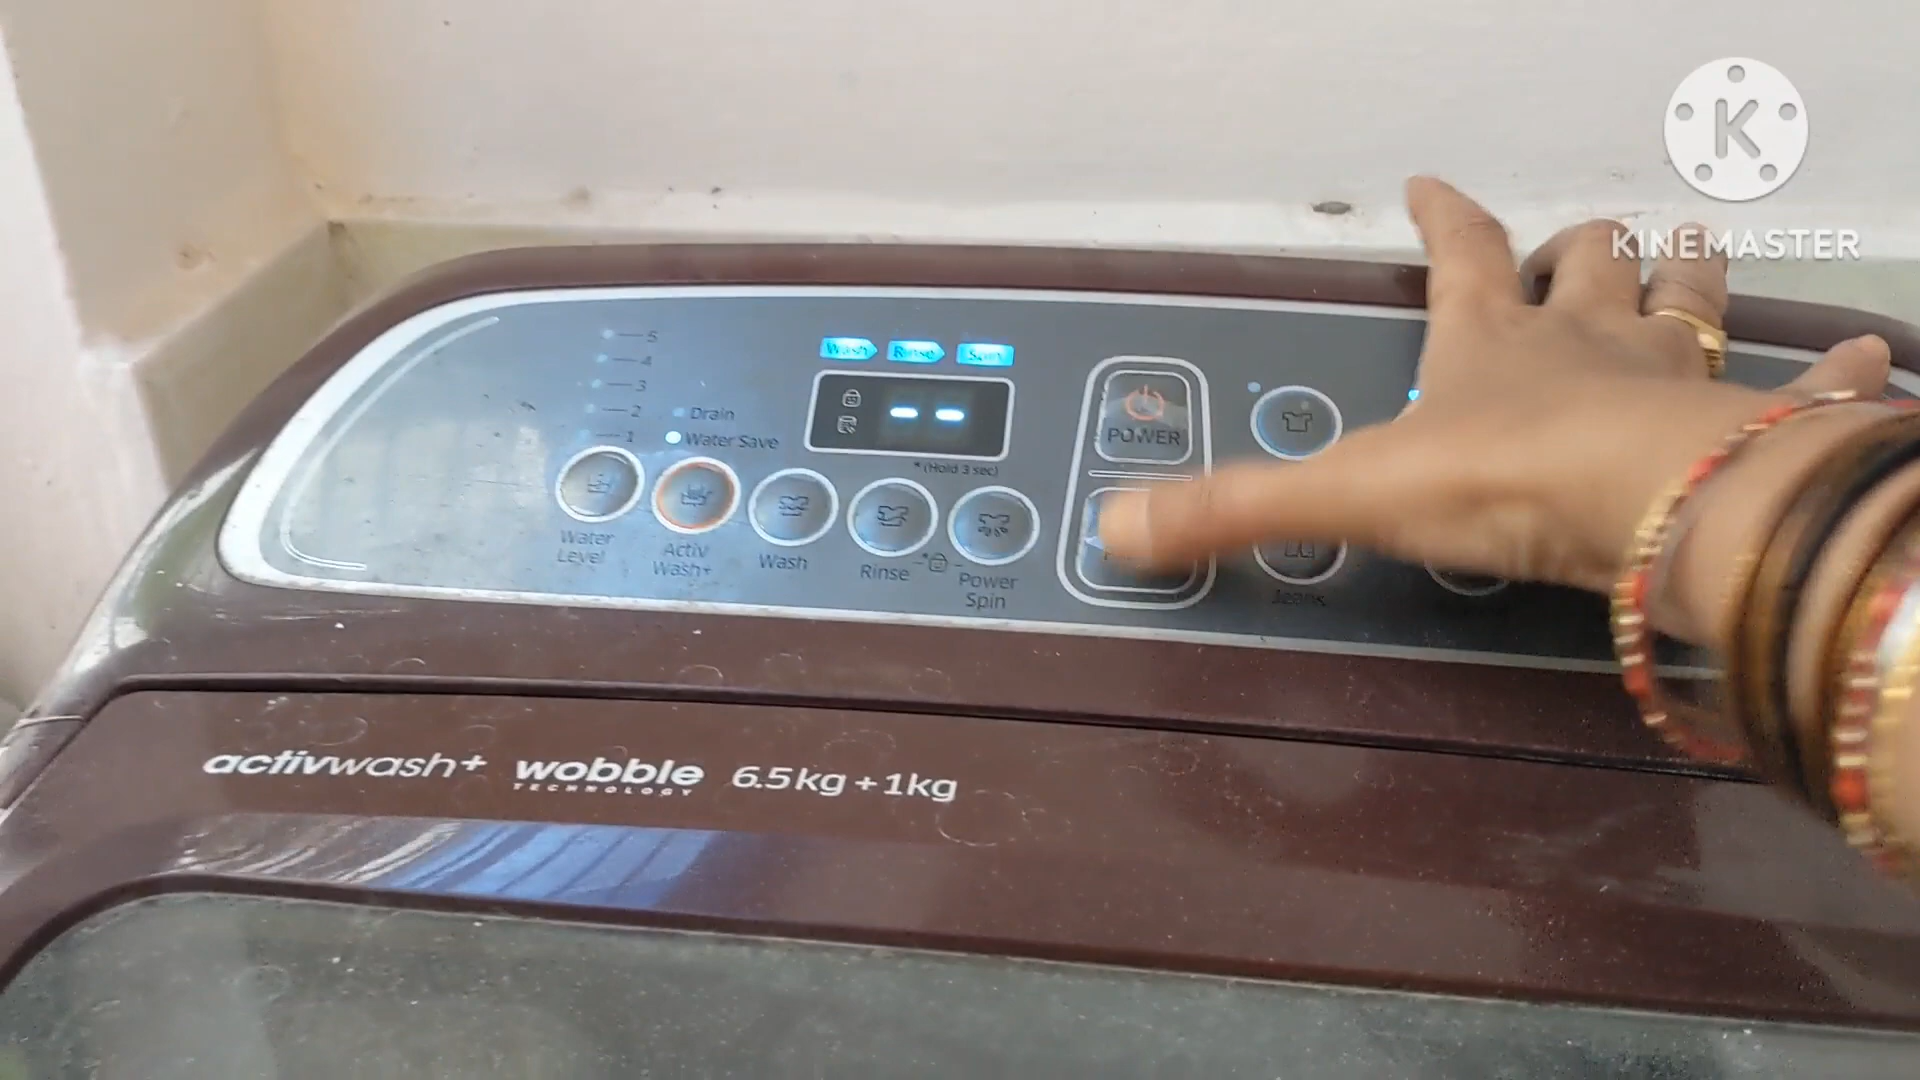 K
KINEMASTER
5
4
3
2
1
Drain
Water Save
Wash
Rinse
Spin
*(Hold 3 sec)
POWER
Water
Level
Activ
Wash+
Wash
Rinse
Power
Spin
Jeans
activwash+ wobble 6.5kg + 1kg
TECHNOLOGY